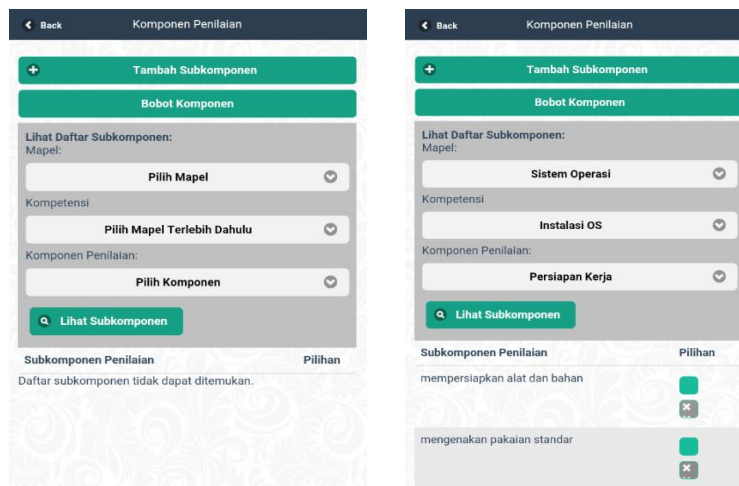 Back
Komponen Penilaian
Tambah Subkomponen
Bobot Komponen
Lihat Daftar Subkomponen:
Mapel:
Pilih Mapel
Kompetensi
Pilih Mapel Terlebih Dahulu
Komponen Penilaian:
Pilih Komponen
Lihat Subkomponen
Subkomponen Penilaian Pilihan
Daftar subkomponen tidak dapat ditemukan.
Back
Komponen Penilaian
Tambah Subkomponen
Bobot Komponen
Lihat Daftar Subkomponen:
Mapel:
Sistem Operasi
Kompetensi
Instalasi OS
Komponen Penilaian:
Persiapan Kerja
Lihat Subkomponen
Subkomponen Penilaian Pilihan
mempersiapkan alat dan bahan
mengenakan pakaian standar